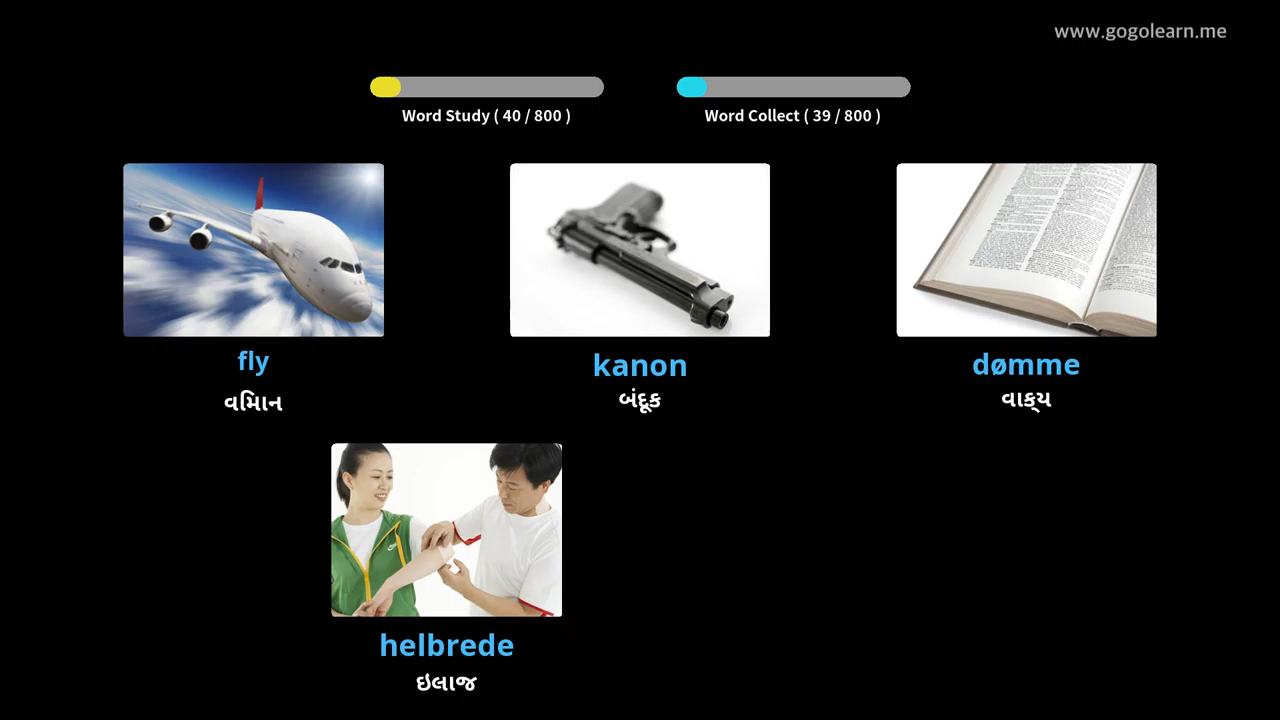 www.gogolearn.me
Word Study ( 40 / 800 )
Word Collect ( 39 / 800 )
fly
kanon
dømme
વિમાન
બંદૂક
વાક્ય
helbrede
ઇલાજ